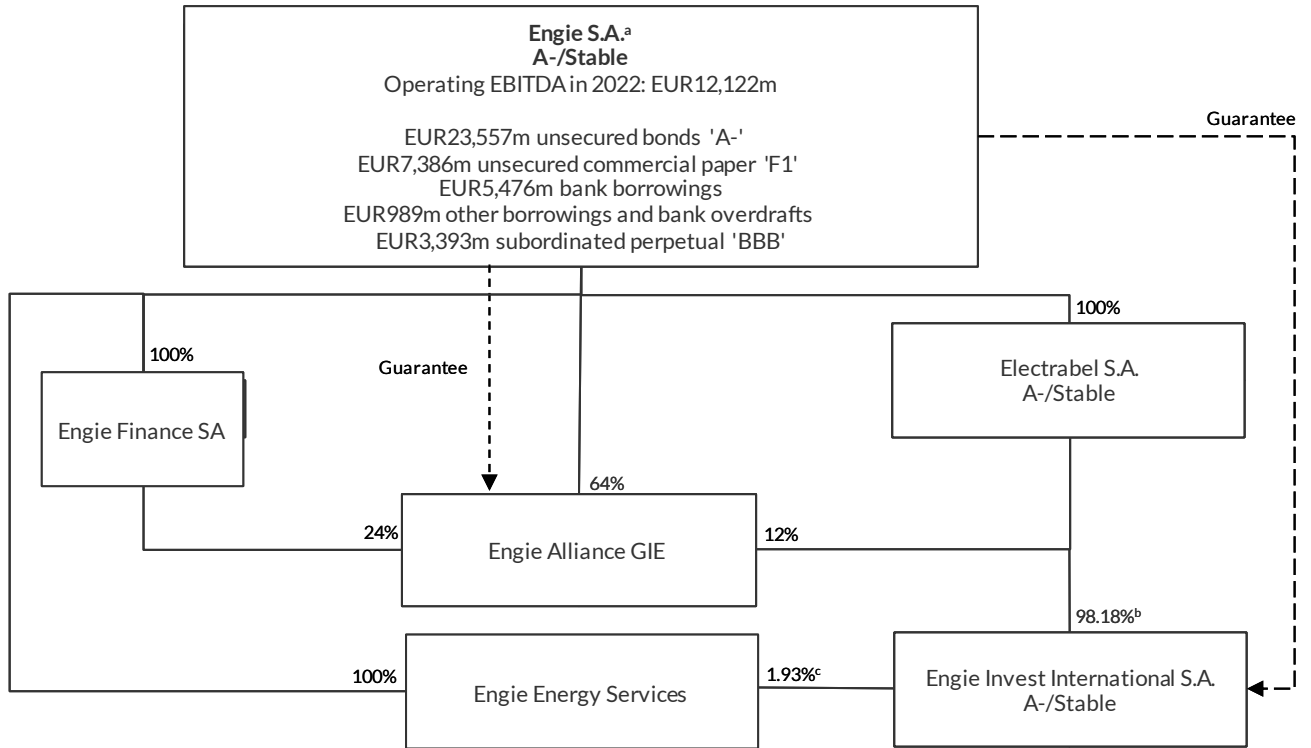 Engie S.A.ᵃ
A-/Stable
Operating EBITDA in 2022: EUR12,122m
EUR23,557m unsecured bonds 'A-'
EUR7,386m unsecured commercial paper 'F1'
EUR5,476m bank borrowings
EUR989m other borrowings and bank overdrafts
EUR3,393m subordinated perpetual 'BBB'
Guarantee
100%
100%
Guarantee
Electrabel S.A.
A-/Stable
Engie Finance SA
64%
24%
Engie Alliance GIE
12%
98.18%ᵇ
100%
Engie Energy Services
1.93%ᶜ
Engie Invest International S.A.
A-/Stable